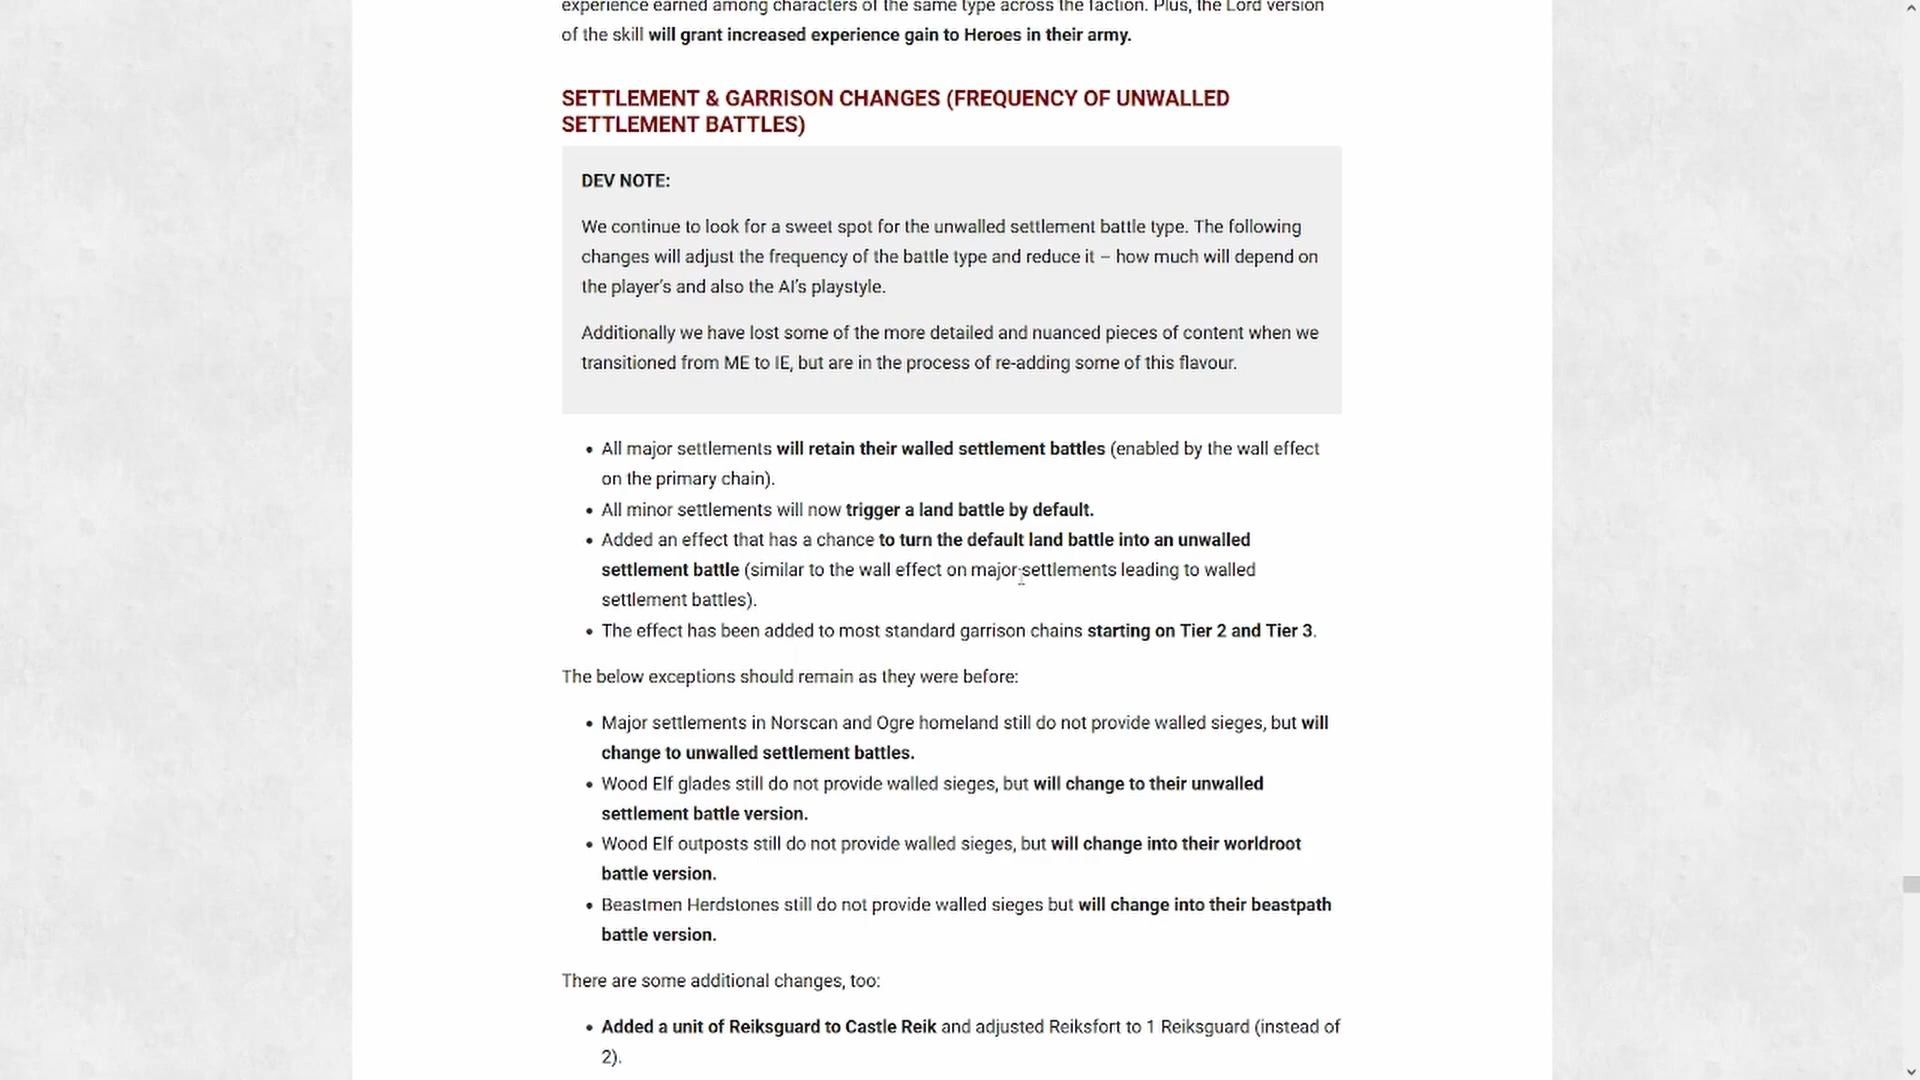 experience earned among characters of the same type across the faction. Plus, the Lord version
of the skill will grant increased experience gain to Heroes in their army.
SETTLEMENT & GARRISON CHANGES (FREQUENCY OF UNWALLED
SETTLEMENT BATTLES)
DEV NOTE:
We continue to look for a sweet spot for the unwalled settlement battle type. The following
changes will adjust the frequency of the battle type and reduce it – how much will depend on
the player's and also the AI's playstyle.
Additionally we have lost some of the more detailed and nuanced pieces of content when we
transitioned from ME to IE, but are in the process of re-adding some of this flavour.
• All major settlements will retain their walled settlement battles (enabled by the wall effect
on the primary chain).
• All minor settlements will now trigger a land battle by default.
• Added an effect that has a chance to turn the default land battle into an unwalled
settlement battle (similar to the wall effect on major settlements leading to walled
settlement battles).
• The effect has been added to most standard garrison chains starting on Tier 2 and Tier 3.
The below exceptions should remain as they were before:
• Major settlements in Norscan and Ogre homeland still do not provide walled sieges, but will
change to unwalled settlement battles.
• Wood Elf glades still do not provide walled sieges, but will change to their unwalled
settlement battle version.
• Wood Elf outposts still do not provide walled sieges, but will change into their worldroot
battle version.
• Beastmen Herdstones still do not provide walled sieges but will change into their beastpath
battle version.
There are some additional changes, too:
• Added a unit of Reiksguard to Castle Reik and adjusted Reiksfort to 1 Reiksguard (instead of
2).